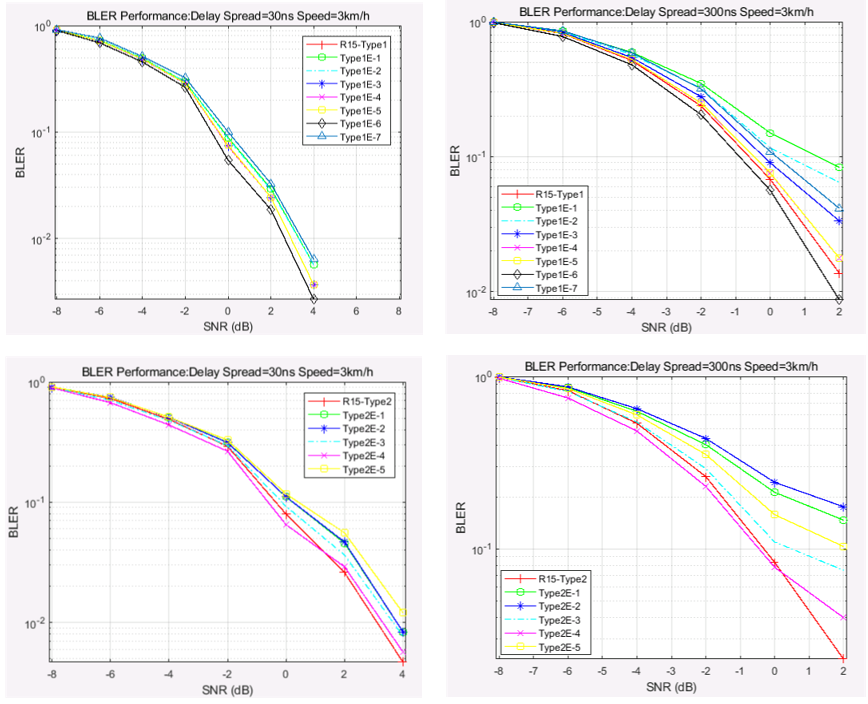 BLER Performance:Delay Spread=30ns Speed=3km/h
10^0
10^-1
10^-2
BLER
R15-Type1
Type1E-1
Type1E-2
Type1E-3
Type1E-4
Type1E-5
Type1E-6
Type1E-7
-8 -6 -4 -2 0 2 4 6 8
SNR (dB)
BLER Performance:Delay Spread=300ns Speed=3km/h
10^0
10^-1
10^-2
BLER
R15-Type1
Type1E-1
Type1E-2
Type1E-3
Type1E-4
Type1E-5
Type1E-6
Type1E-7
-8 -7 -6 -5 -4 -3 -2 -1 0 1 2
SNR (dB)
BLER Performance:Delay Spread=30ns Speed=3km/h
10^0
10^-1
10^-2
BLER
R15-Type2
Type2E-1
Type2E-2
Type2E-3
Type2E-4
Type2E-5
-8 -6 -4 -2 0 2 4
SNR (dB)
BLER Performance:Delay Spread=300ns Speed=3km/h
10^0
10^-1
BLER
R15-Type2
Type2E-1
Type2E-2
Type2E-3
Type2E-4
Type2E-5
-8 -7 -6 -5 -4 -3 -2 -1 0 1 2
SNR (dB)